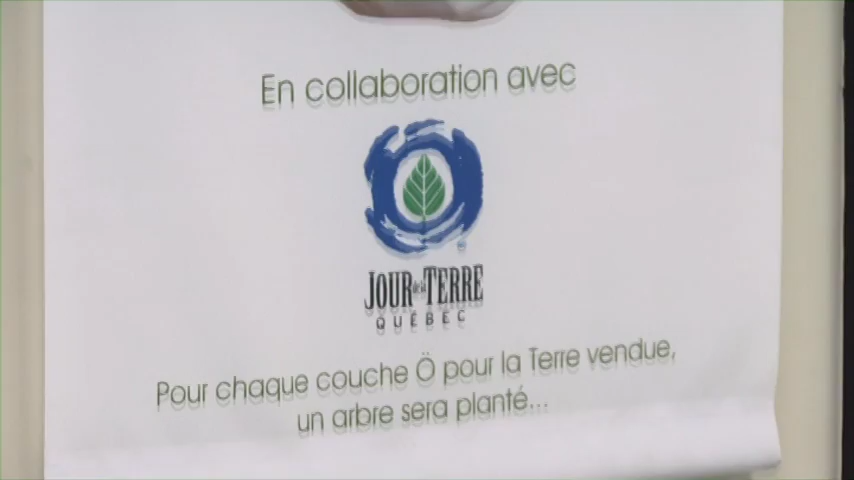 En collaboration avec
JOUR de la TERRE
QUÉBEC
Pour chaque couche Ö pour la Terre vendue,
un arbre sera planté...